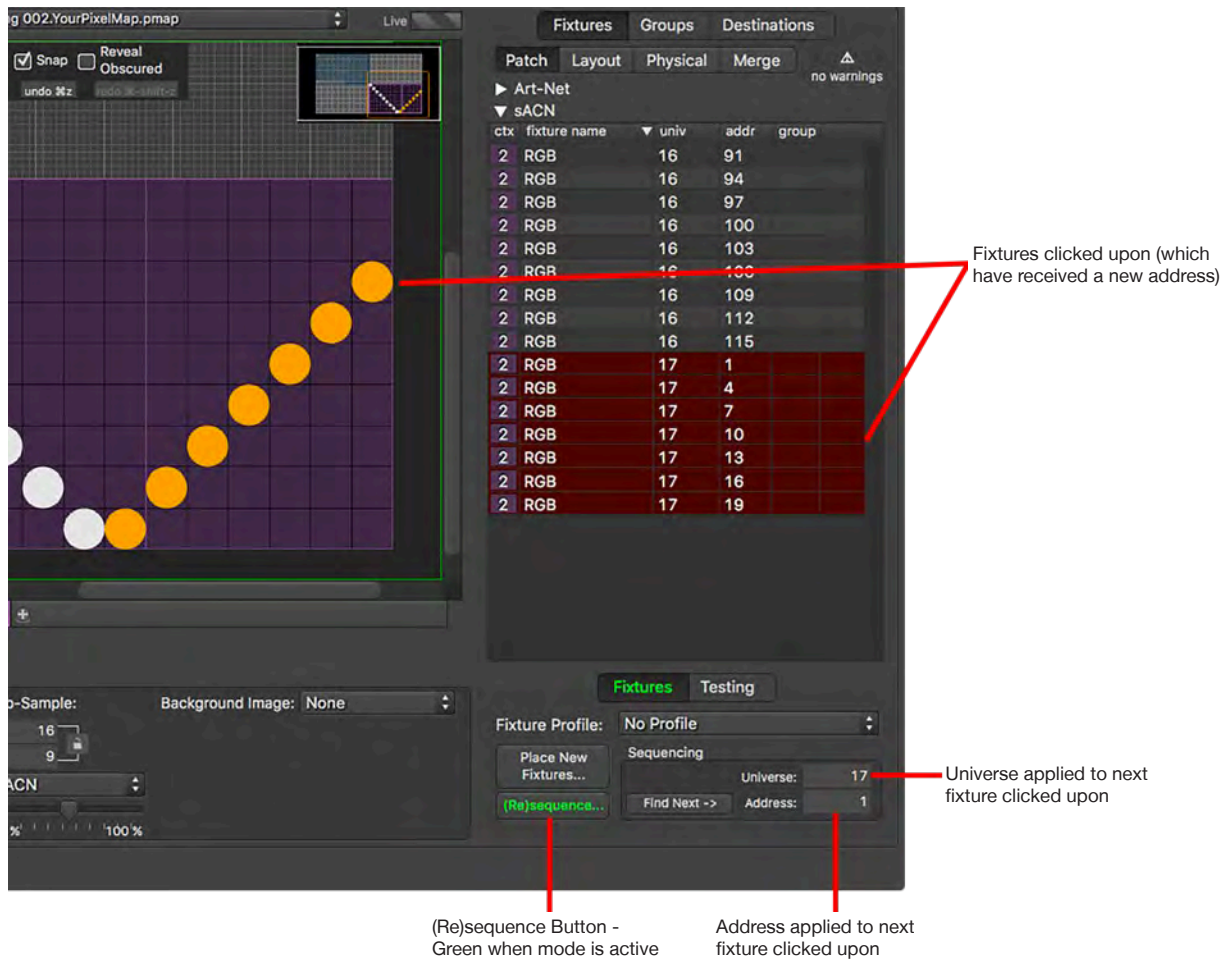 g 002.YourPixelMap.pmap
Live
Fixtures Groups Destinations
Snap Reveal Obscured
undo ⌘z redo ⌘-shift-z
Patch Layout Physical Merge
no warnings
Art-Net
sACN
ctx fixture name univ addr group
2 RGB 16 91
2 RGB 16 94
2 RGB 16 97
2 RGB 16 100
2 RGB 16 103
2 RGB 16 106
2 RGB 16 109
2 RGB 16 112
2 RGB 16 115
2 RGB 17 1
2 RGB 17 4
2 RGB 17 7
2 RGB 17 10
2 RGB 17 13
2 RGB 17 16
2 RGB 17 19
Fixtures clicked upon (which
have received a new address)
Fixtures Testing
o-Sample:
16
9
ACN
%
100 %
Background Image: None
Fixture Profile: No Profile
Place New
Fixtures...
(Re)sequence...
Sequencing
Universe: 17
Find Next -> Address: 1
Universe applied to next
fixture clicked upon
(Re)sequence Button -
Green when mode is active
Address applied to next
fixture clicked upon